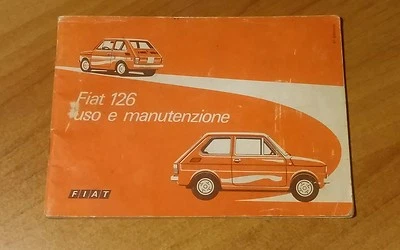 Fiat 126
uso e manutenzione
FIAT